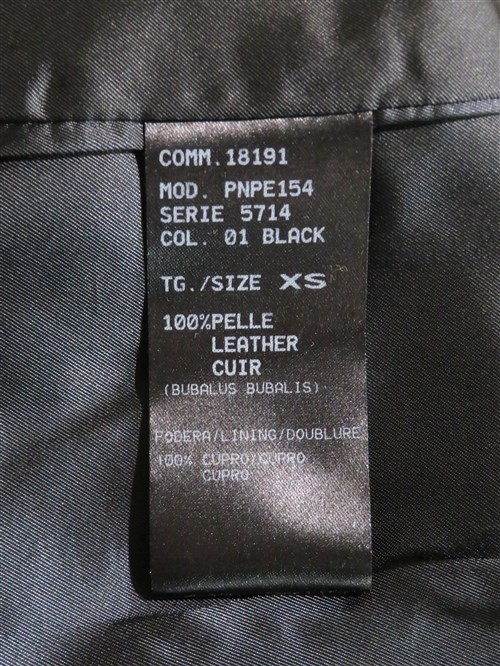 COMM.18191
MOD. PNPE154
SERIE 5714
COL. 01 BLACK
TG./SIZE XS
100%PELLE
LEATHER
CUIR
(BUBALUS BUBALIS)
FODERA/LINING/DOUBLURE
100% CUPRO/CUPRO
CUPRO